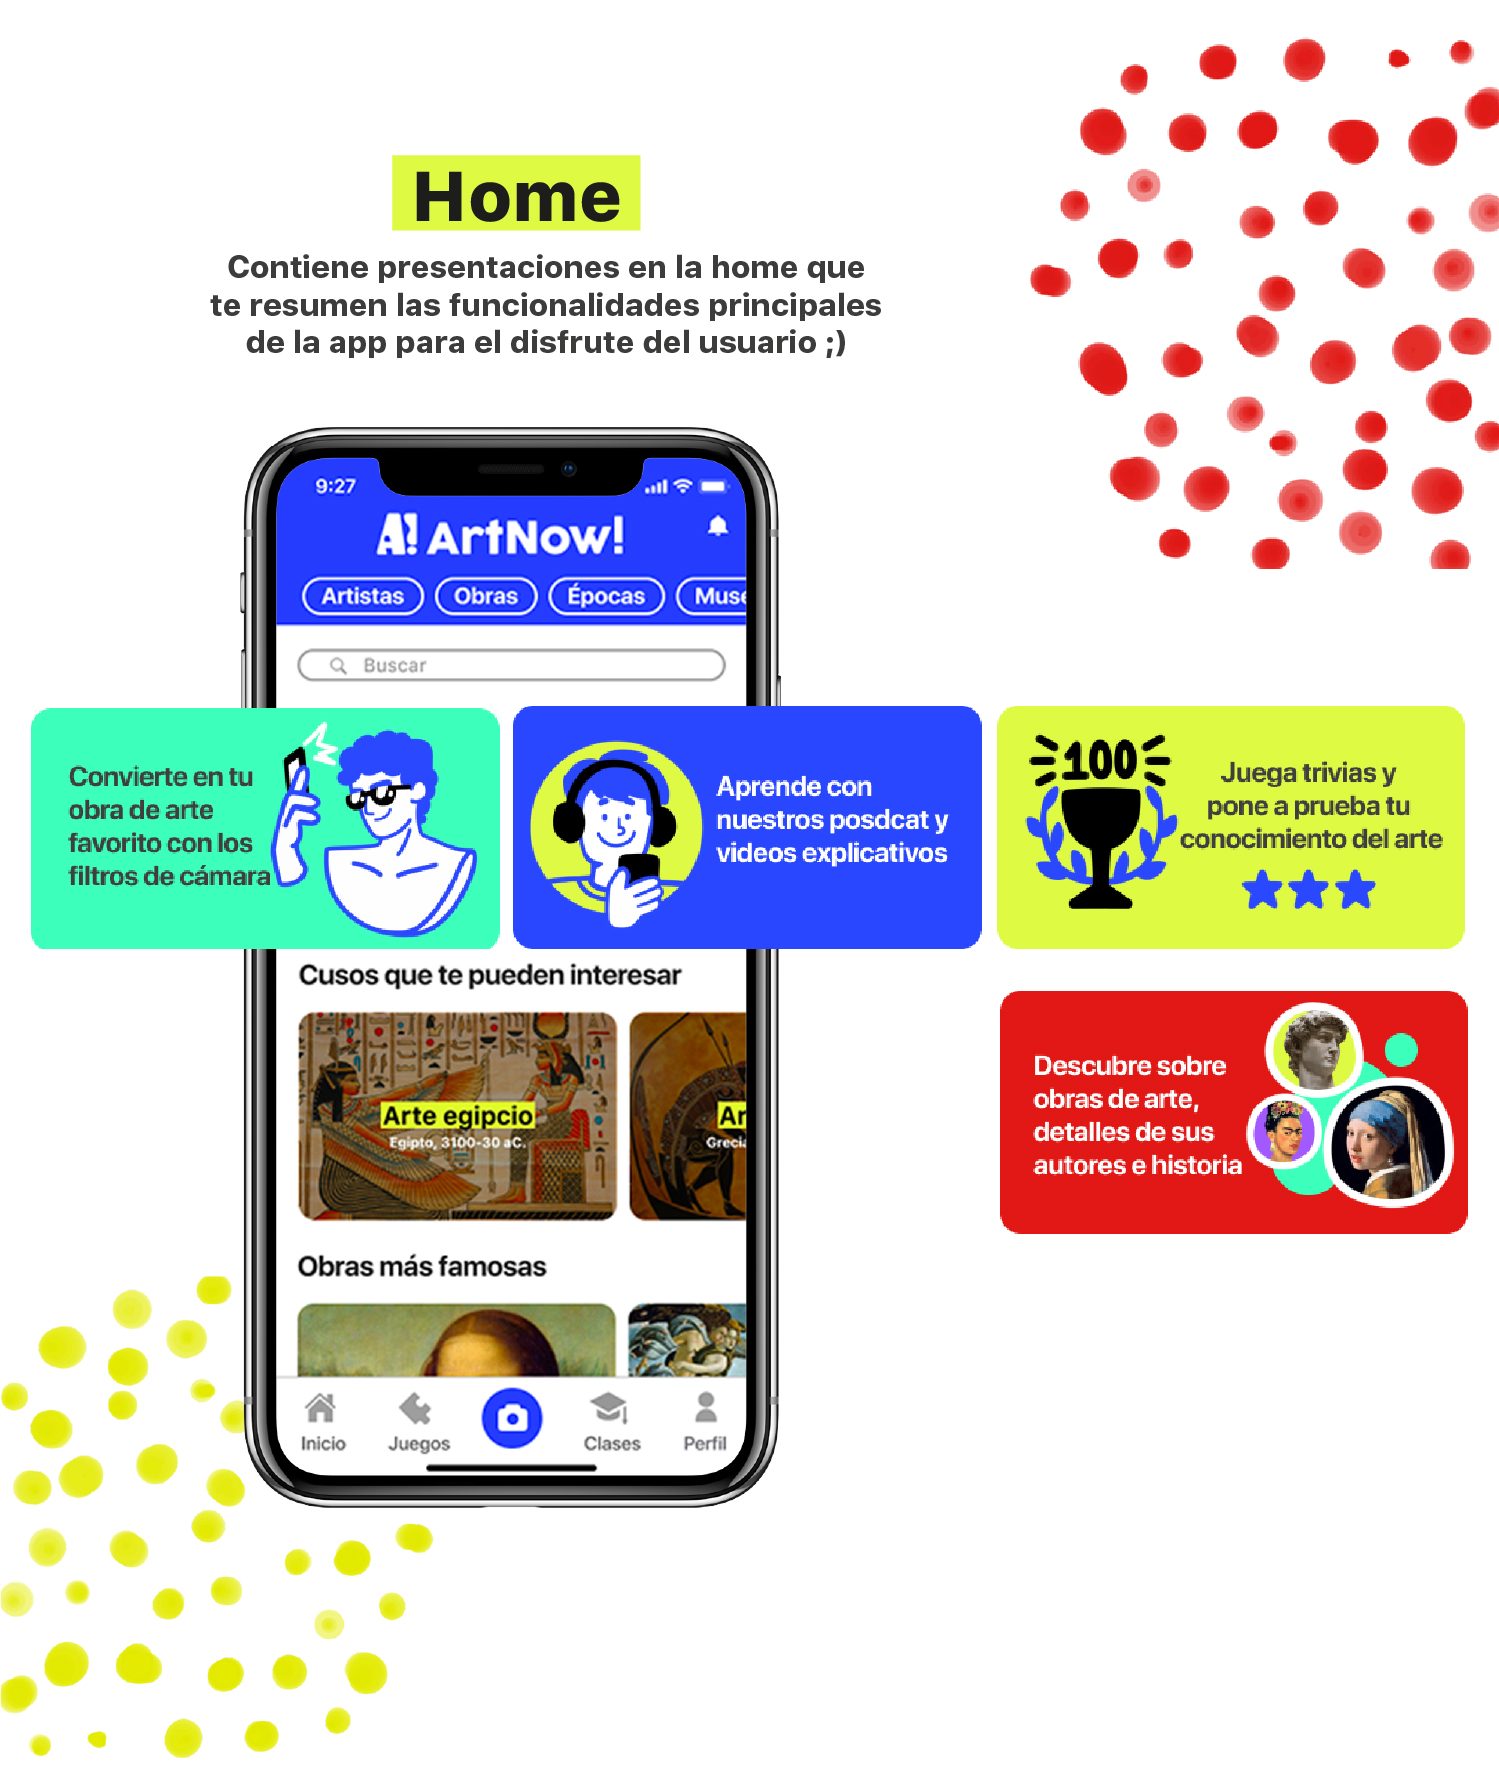 Home
Contiene presentaciones en la home que
te resumen las funcionalidades principales
de la app para el disfrute del usuario ;)
9:27
A! ArtNow!
Artistas
Obras
Épocas
Muse
Buscar
Convierte en tu
obra de arte
favorito con los
filtros de cámara
Aprende con
nuestros posdcat y
videos explicativos
100
Juega trivias y
pone a prueba tu
conocimiento del arte
Cusos que te pueden interesar
Arte egipcio
Egipto, 3100-30 aC.
Ar
Grecia
Descubre sobre
obras de arte,
detalles de sus
autores e historia
Obras más famosas
Inicio
Juegos
Clases
Perfil